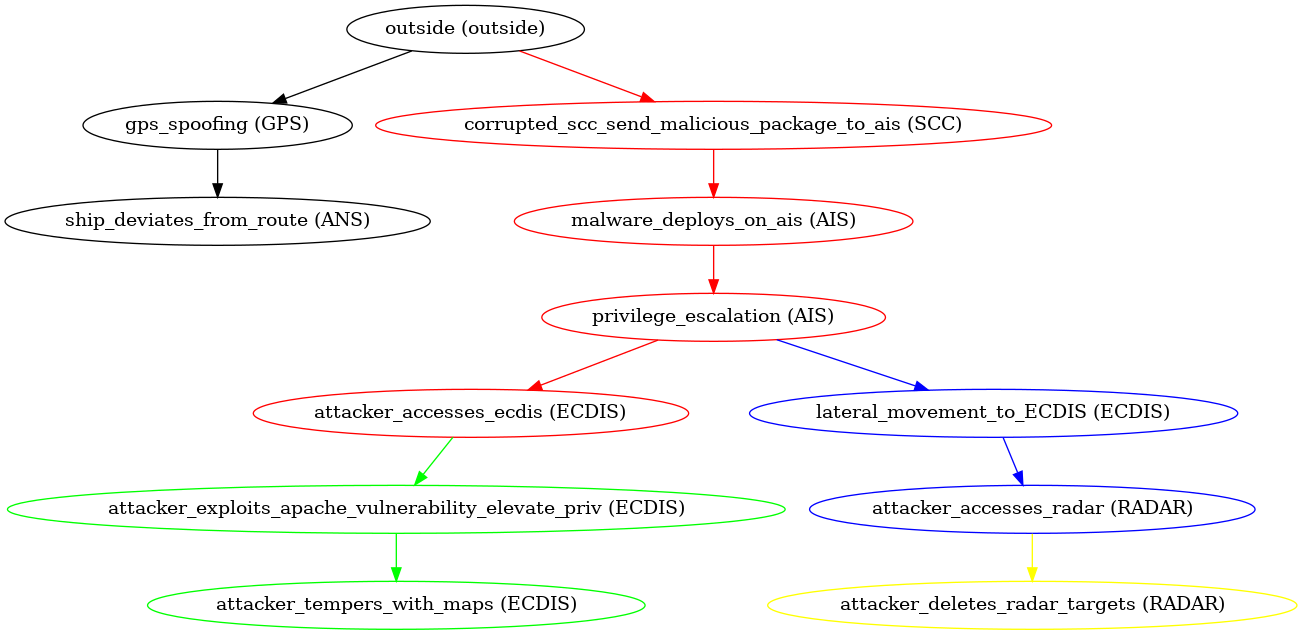 outside (outside)
gps_spoofing (GPS)
corrupted_scc_send_malicious_package_to_ais (SCC)
ship_deviates_from_route (ANS)
malware_deploys_on_ais (AIS)
privilege_escalation (AIS)
attacker_accesses_ecdis (ECDIS)
lateral_movement_to_ECDIS (ECDIS)
attacker_exploits_apache_vulnerability_elevate_priv (ECDIS)
attacker_accesses_radar (RADAR)
attacker_tempers_with_maps (ECDIS)
attacker_deletes_radar_targets (RADAR)